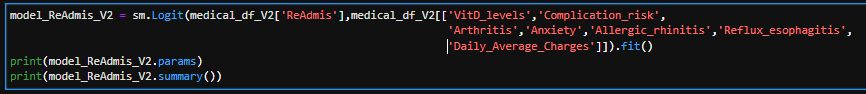 model_ReAdmis_V2 = sm.Logit(medical_df_V2['ReAdmis'],medical_df_V2[['VitD_levels','Complication_risk',
'Arthritis','Anxiety','Allergic_rhinitis','Reflux_esophagitis',
'Daily_Average_Charges']]).fit()
print(model_ReAdmis_V2.params)
print(model_ReAdmis_V2.summary())